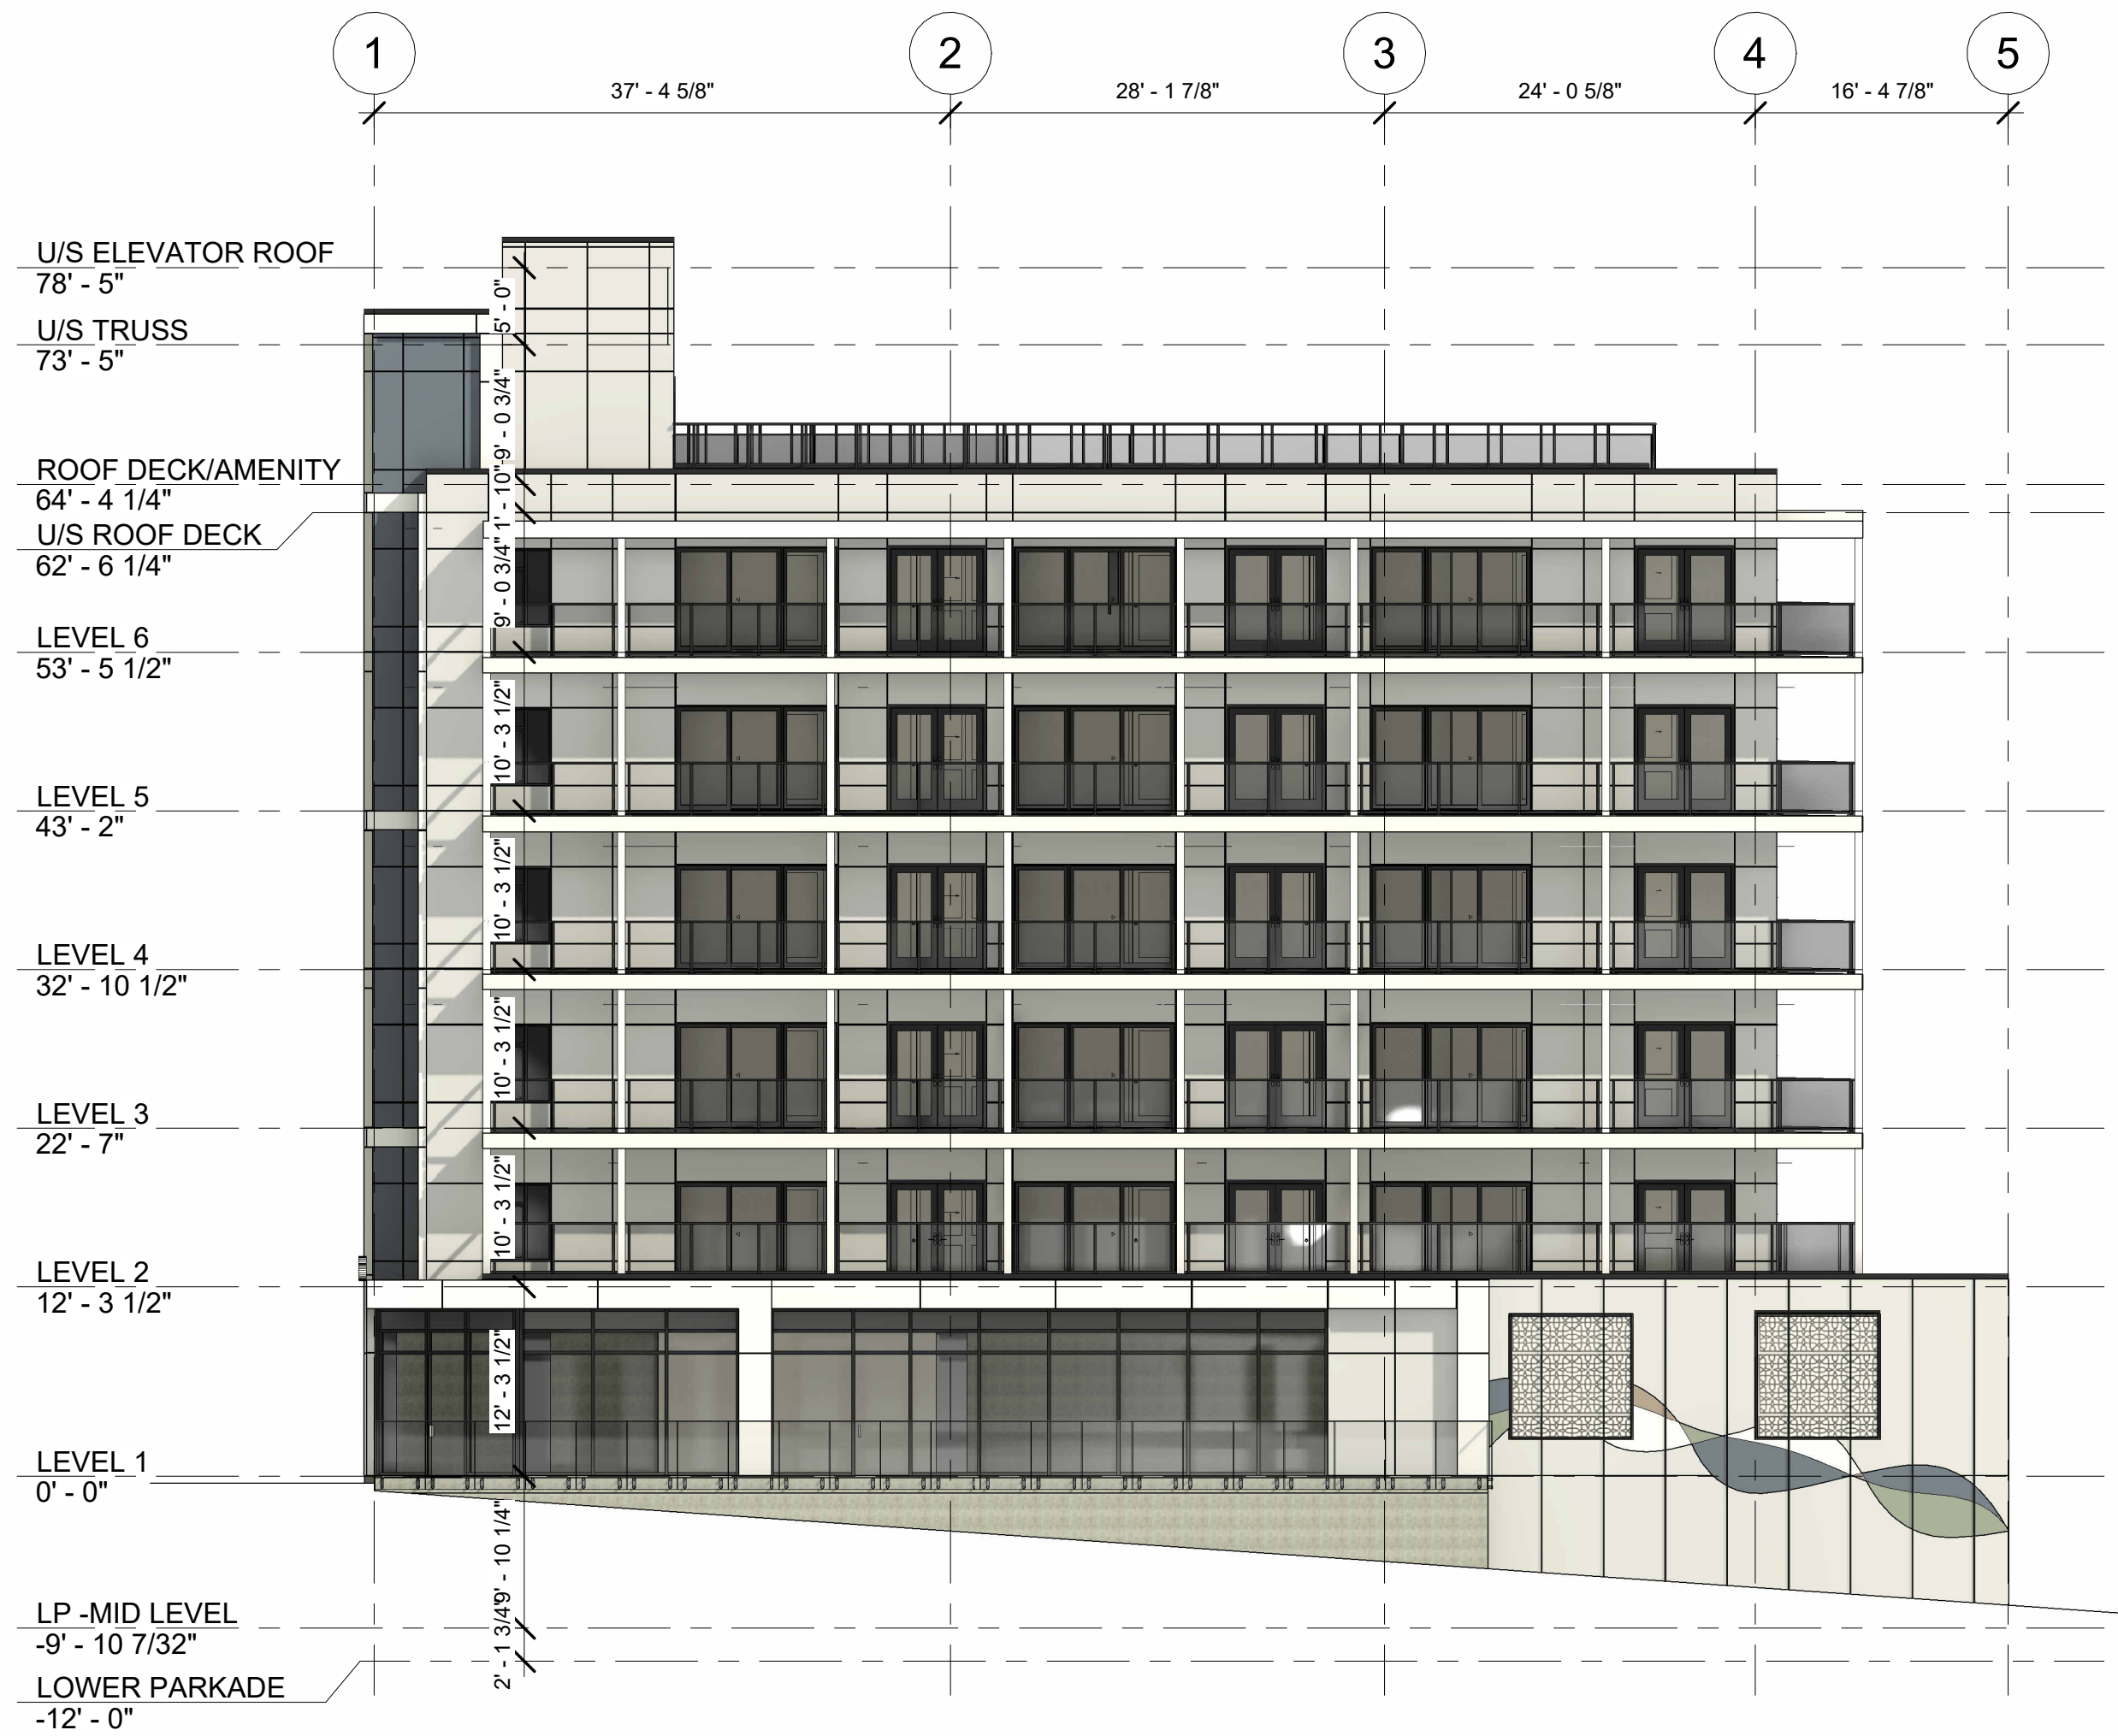 1 2 3 4 5
37' - 4 5/8" 28' - 1 7/8" 24' - 0 5/8" 16' - 4 7/8"
U/S ELEVATOR ROOF
78' - 5"
5' - 0"
U/S TRUSS
73' - 5"
9' - 0 3/4"
ROOF DECK/AMENITY
64' - 4 1/4"
1' - 10"
U/S ROOF DECK
62' - 6 1/4"
9' - 0 3/4"
LEVEL 6
53' - 5 1/2"
10' - 3 1/2"
LEVEL 5
43' - 2"
10' - 3 1/2"
LEVEL 4
32' - 10 1/2"
10' - 3 1/2"
LEVEL 3
22' - 7"
10' - 3 1/2"
LEVEL 2
12' - 3 1/2"
12' - 3 1/2"
LEVEL 1
0' - 0"
9' - 10 1/4"
LP -MID LEVEL
-9' - 10 7/32"
2' - 1 3/4"
LOWER PARKADE
-12' - 0"